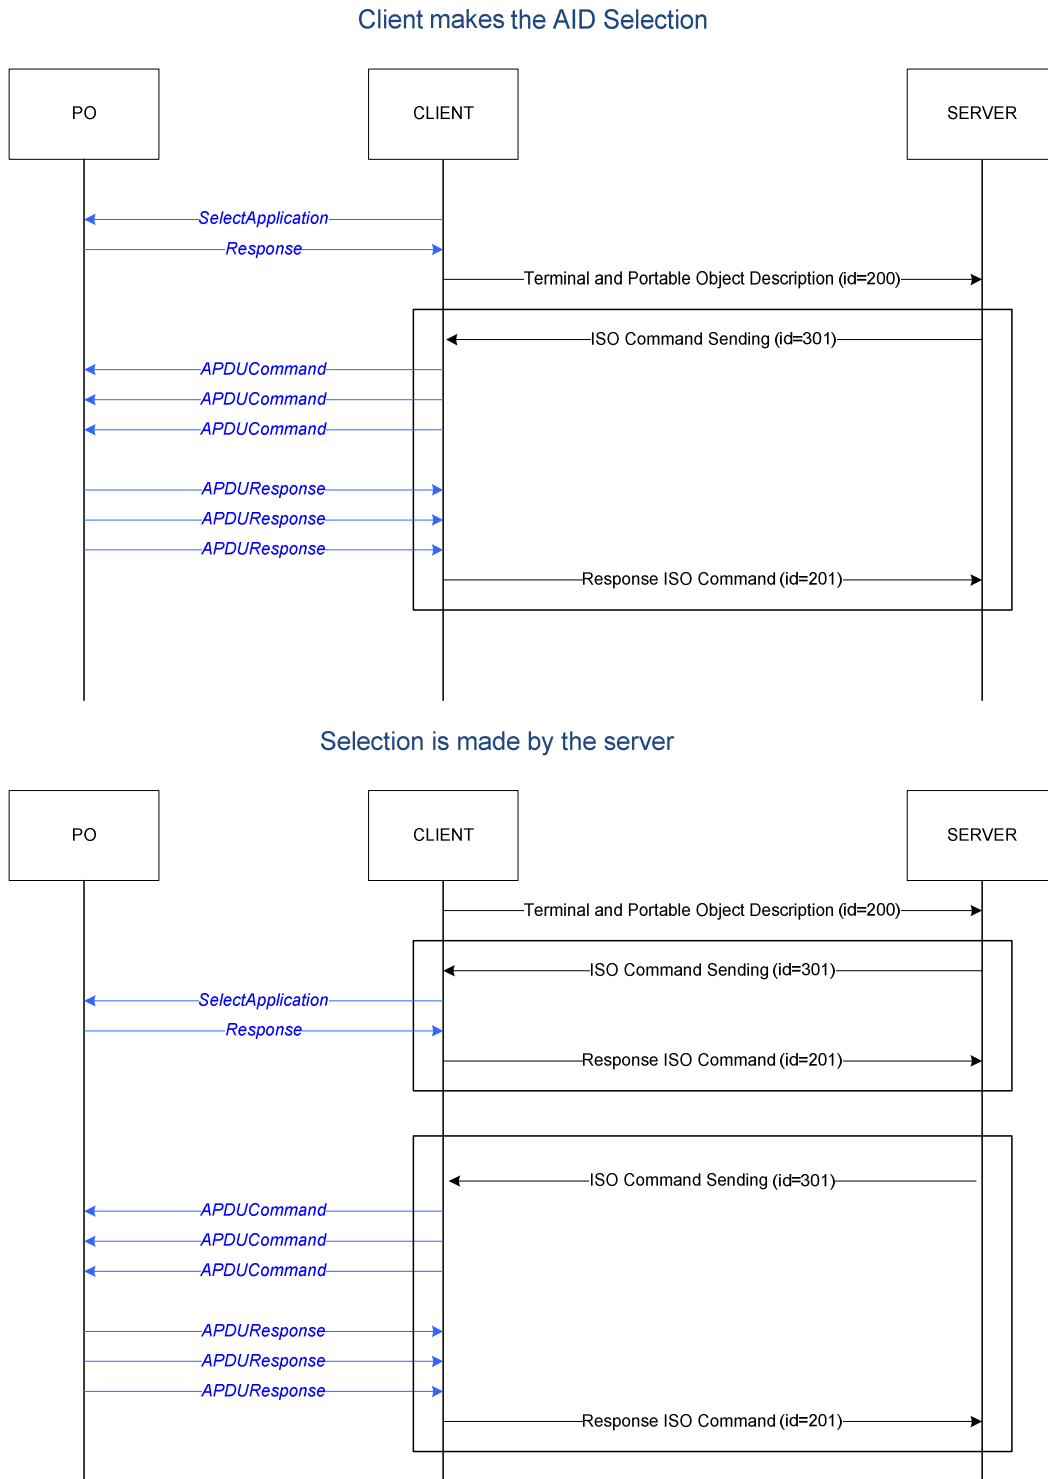 Client makes the AID Selection
PO
CLIENT
SERVER
SelectApplication
Response
Terminal and Portable Object Description (id=200)
ISO Command Sending (id=301)
APDUCommand
APDUCommand
APDUCommand
APDUResponse
APDUResponse
APDUResponse
Response ISO Command (id=201)
Selection is made by the server
PO
CLIENT
SERVER
Terminal and Portable Object Description (id=200)
ISO Command Sending (id=301)
SelectApplication
Response
Response ISO Command (id=201)
ISO Command Sending (id=301)
APDUCommand
APDUCommand
APDUCommand
APDUResponse
APDUResponse
APDUResponse
Response ISO Command (id=201)